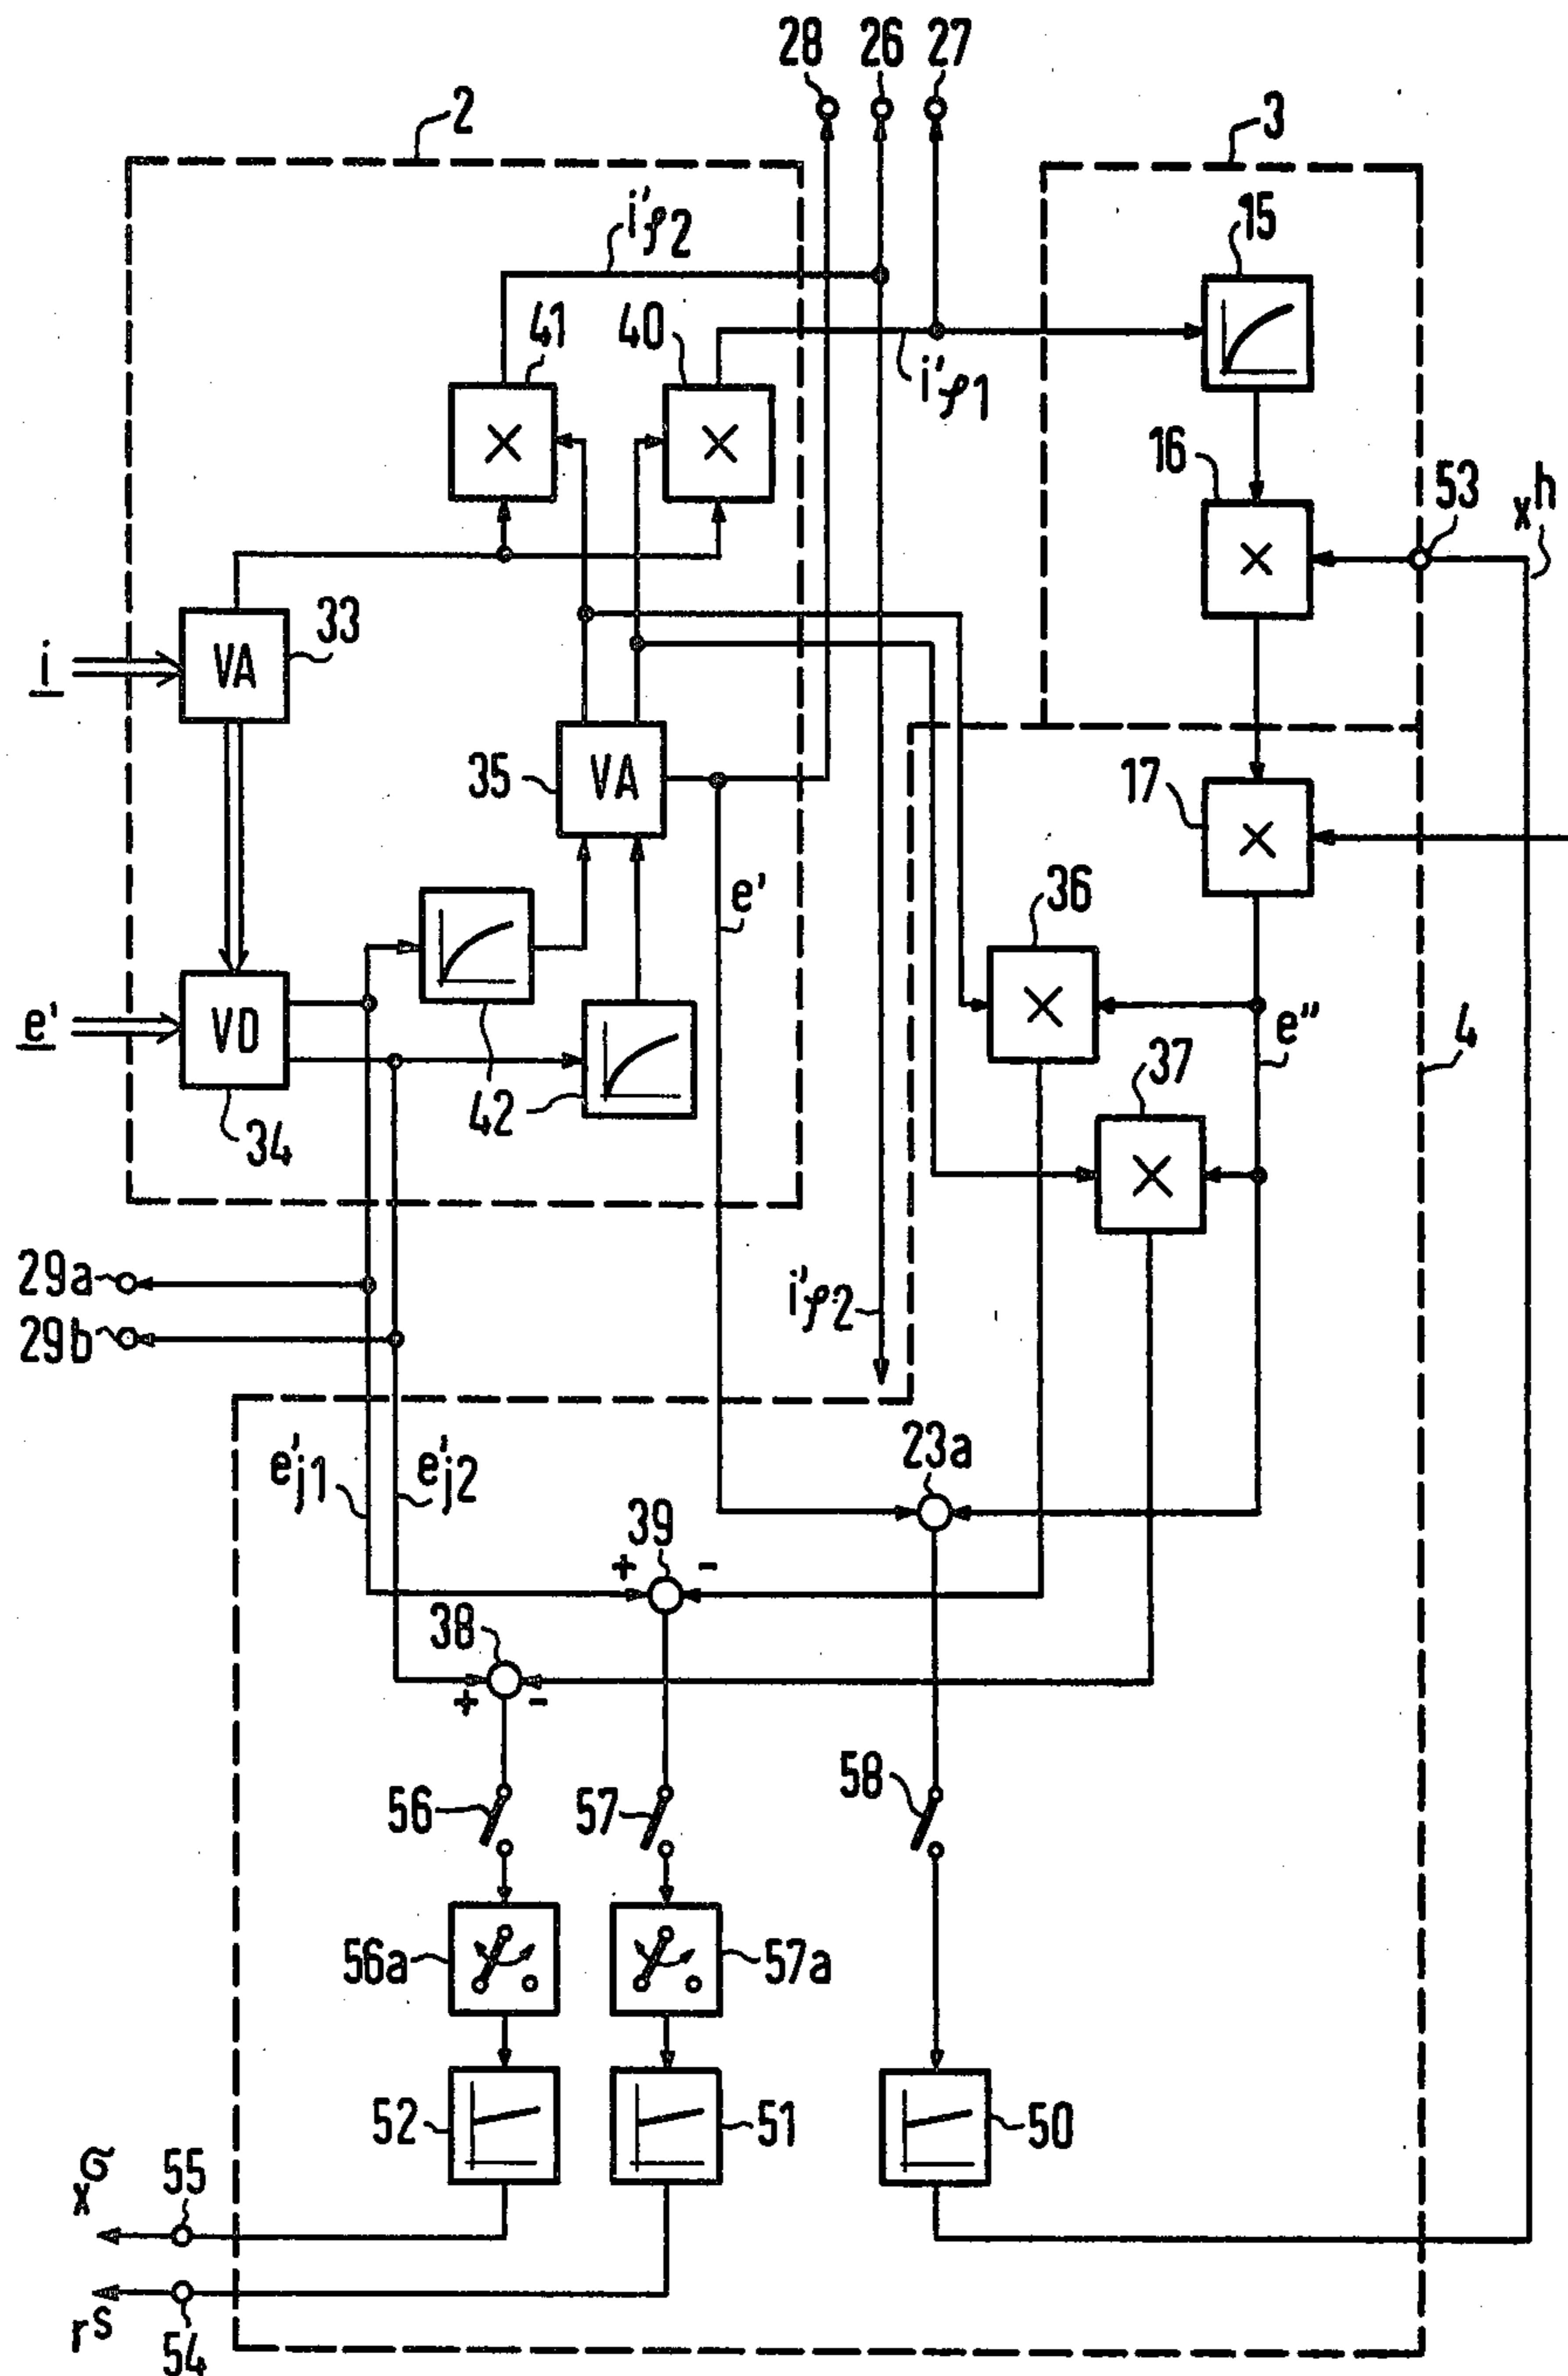 28 26 27
2
3
i'φ2
15
41
40
i'φ1
×
×
16
53
x^h
×
33
i
VA
35
VA
17
×
e'
36
×
e'
VD
e"
4
42
37
34
×
29a
29b
i'φ2
e'j1
e'j2
23a
39
+ -
38
+ -
58
56
57
56a
57a
52
51
50
x^σ
55
r^s
54